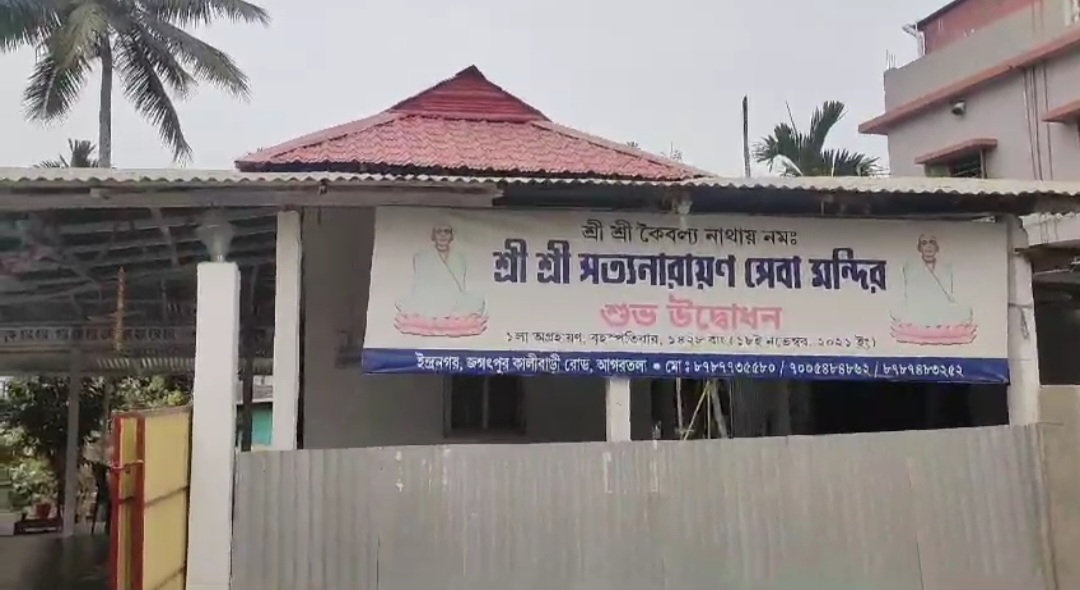 শ্রী শ্রী কৈবল্য নাথায় নমঃ
শ্রী শ্রী সত্যনারায়ণ সেবা মন্দির
শুভ উদ্বোধন
১লা অগ্রহায়ণ, বৃহস্পতিবার, ১৪২৮ বাং (১৮ই নভেম্বর, ২০২১ ইং)
ইন্দ্রনগর, জগৎপুর কালীবাড়ী রোড, আগরতলা ● মো : ৮৭৮৭৭৩৫৫৮০ / ৭০০৫৪৮৪৮৬২ / ৮৭৮৭৪৮৩২৫২